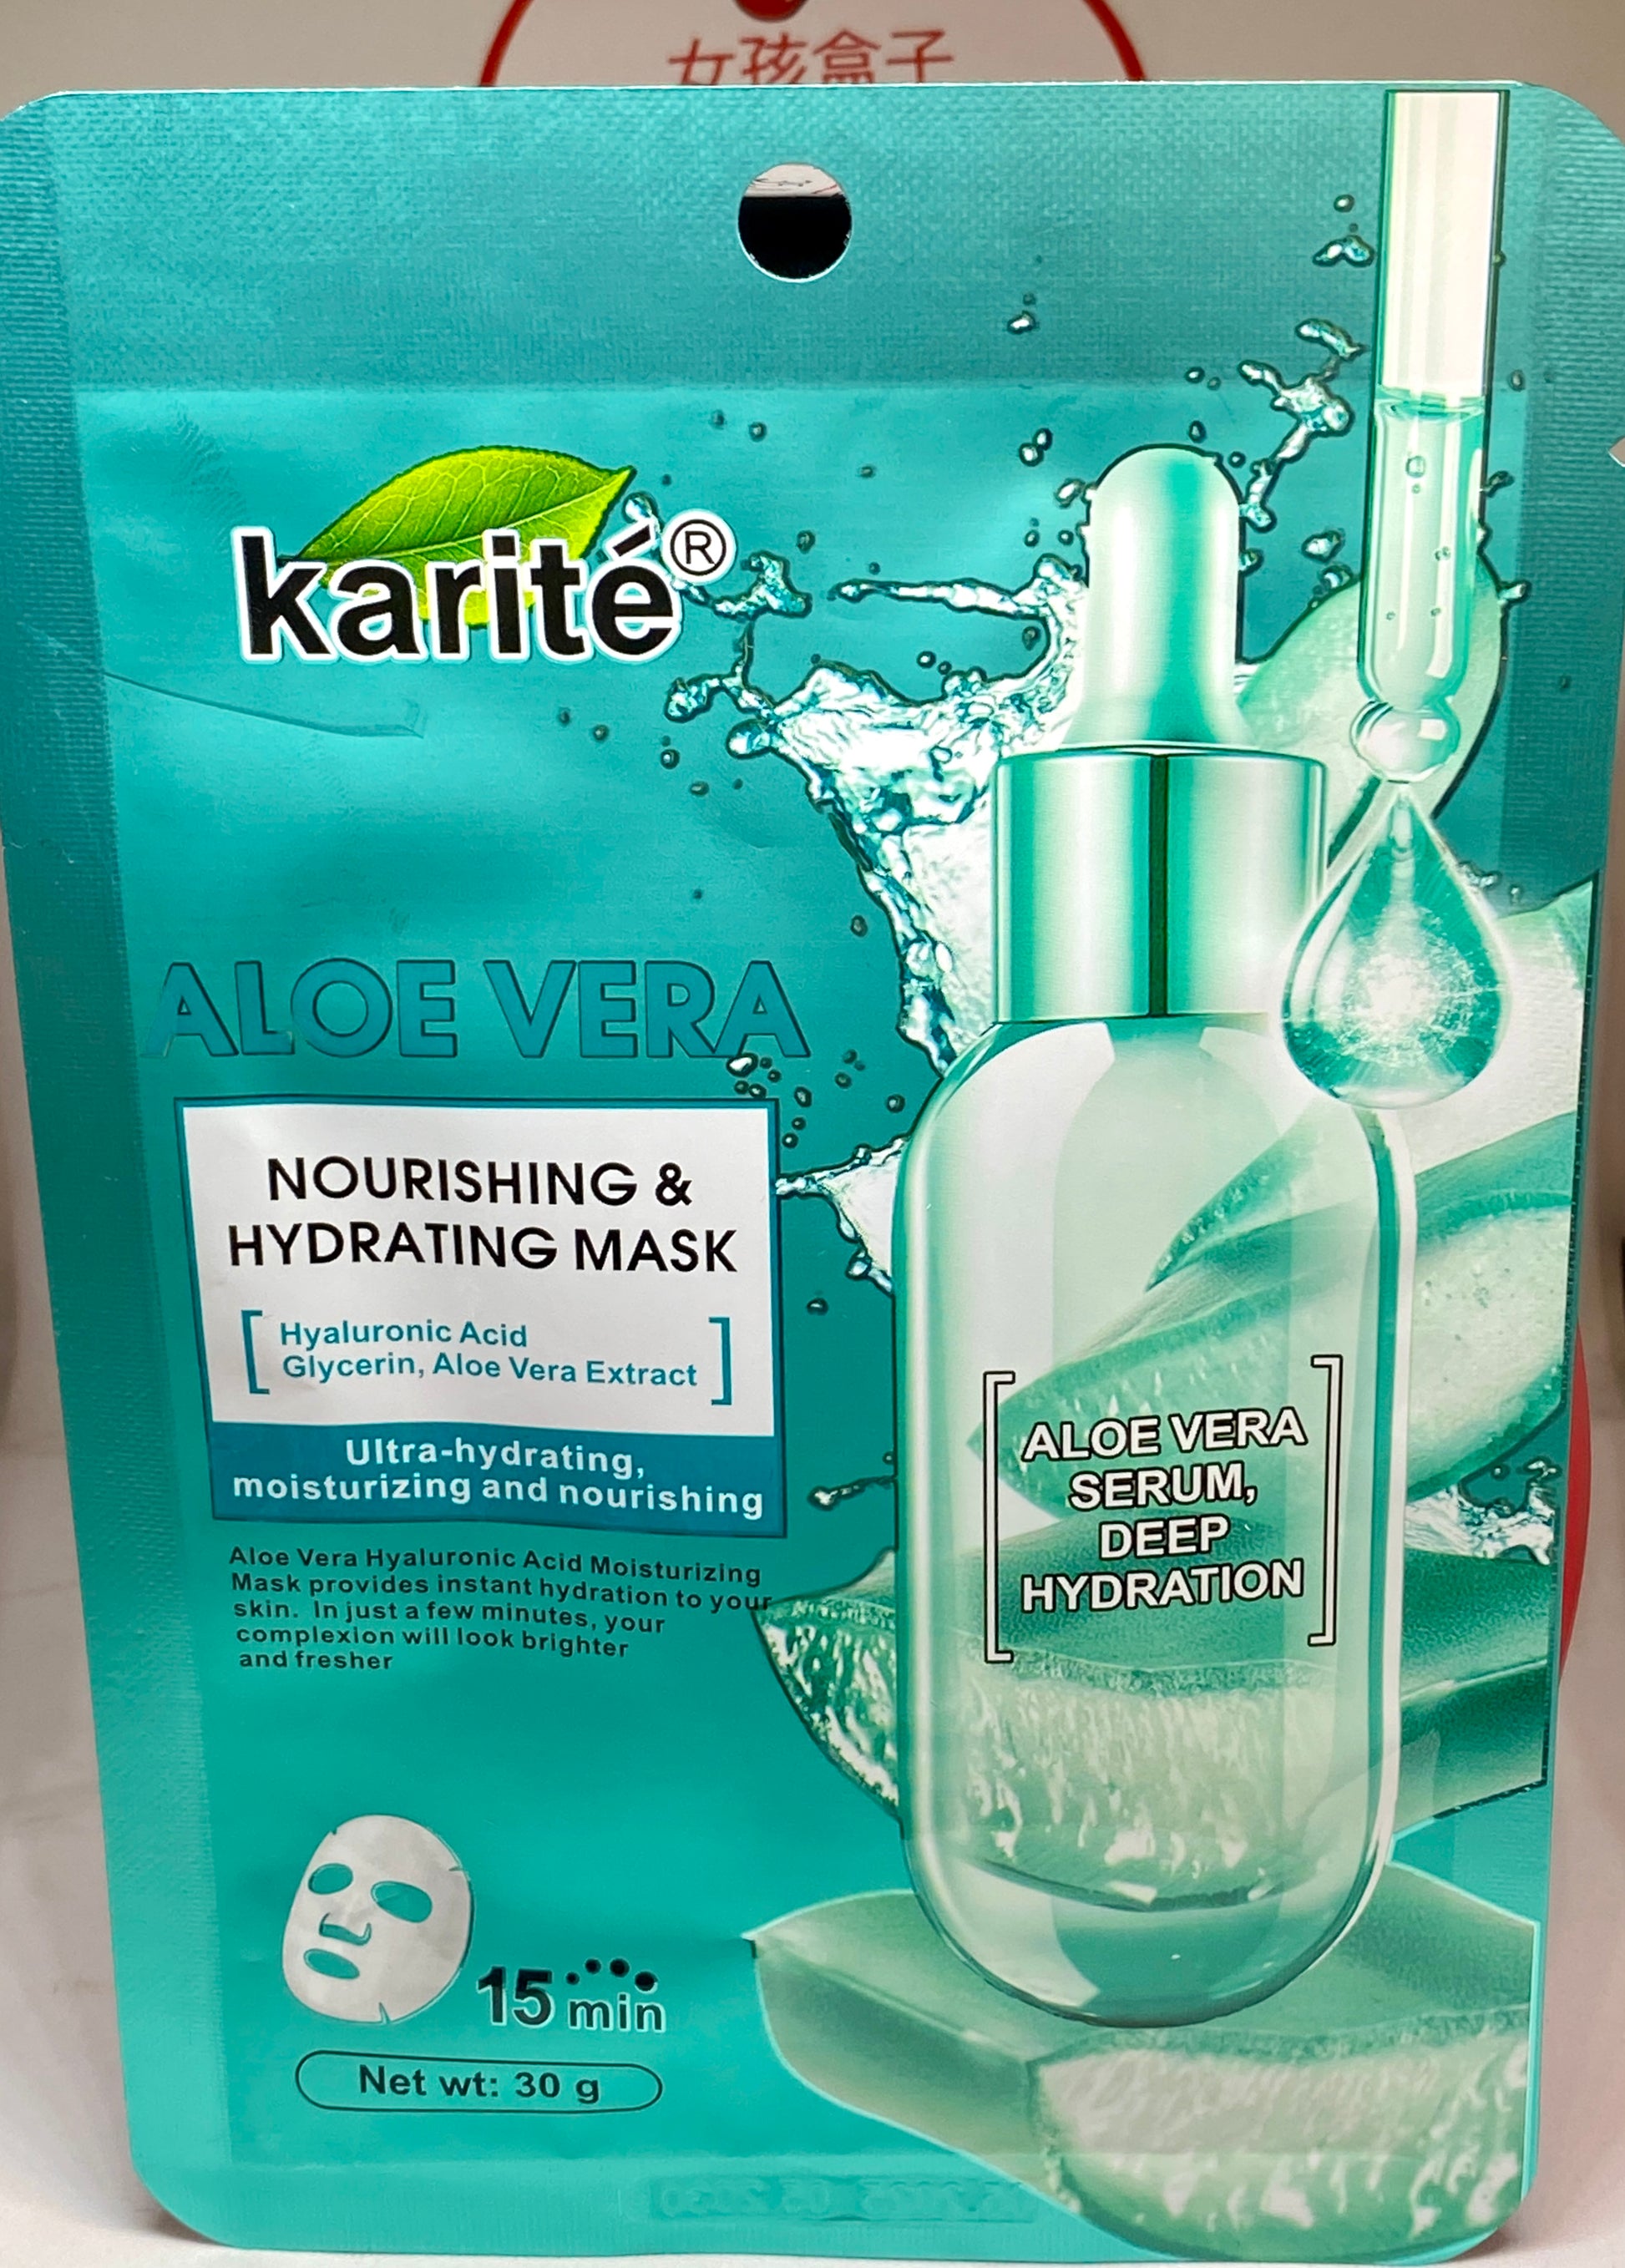 女孩盒子
karité®
ALOE VERA
NOURISHING &
HYDRATING MASK
Hyaluronic Acid
Glycerin, Aloe Vera Extract
Ultra-hydrating,
moisturizing and nourishing
Aloe Vera Hyaluronic Acid Moisturizing
Mask provides instant hydration to your
skin. In just a few minutes, your
complexion will look brighter
and fresher
15 min
Net wt: 30 g
[ALOE VERA
SERUM,
DEEP
HYDRATION]